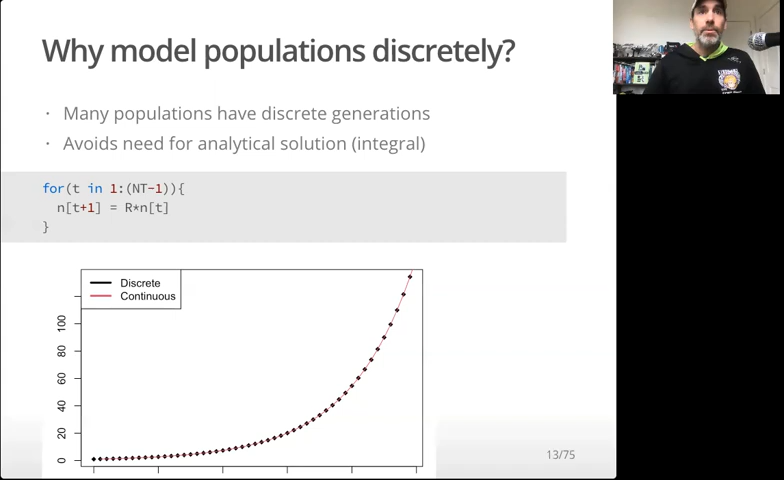 Why model populations discretely?
· Many populations have discrete generations
· Avoids need for analytical solution (integral)
for(t in 1:(NT-1)){
n[t+1] = R*n[t]
}
Discrete
Continuous
100
80
60
40
20
0
13/75